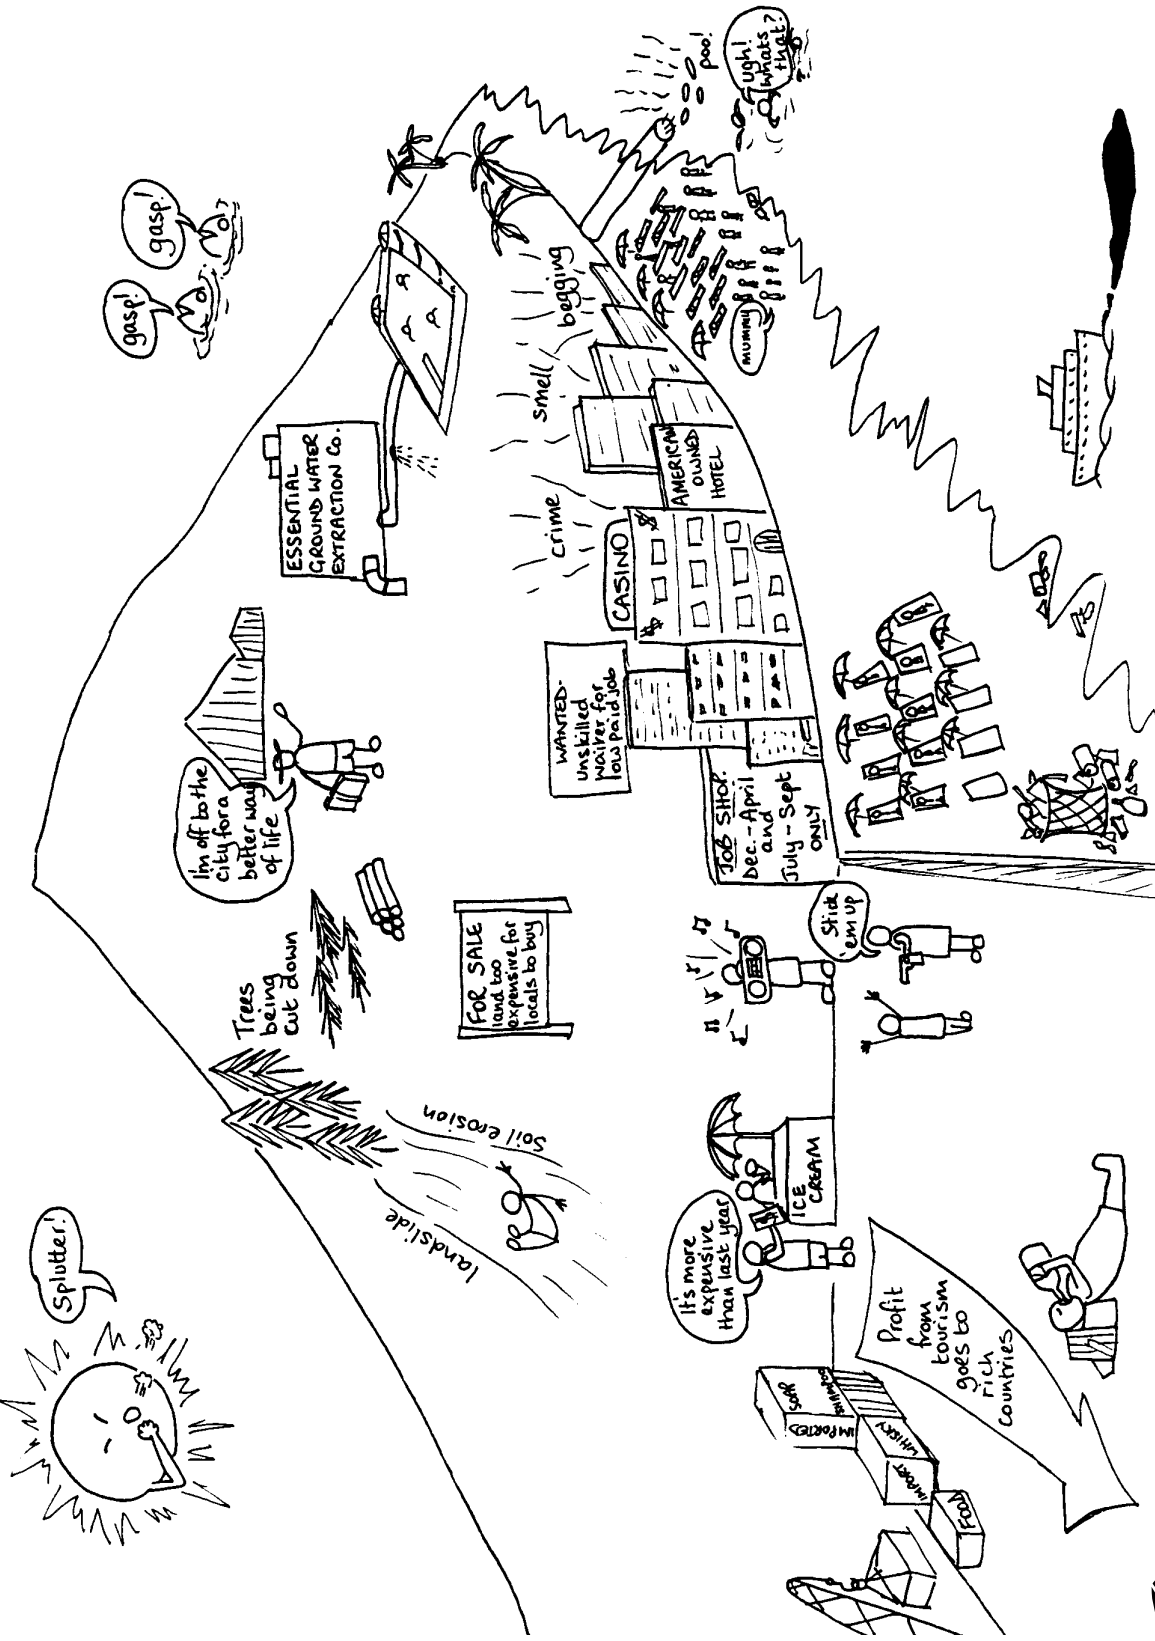 Splutter!
gasp!
gasp!
I'm off to the
city for a
better way
of life
ESSENTIAL
GROUND WATER
EXTRACTION Co.
Trees
being
cut down
landslide
Soil erosion
FOR SALE
land too
expensive for
locals to buy
WANTED-
unskilled
waiter for
low paid job
crime
smell
begging
CASINO
$
$
AMERICAN
OWNED
HOTEL
JOB SHOP.
Dec.-April
and
July-Sept
ONLY
poo!
ugh!
whats
that?
MUMMY
It's more
expensive
than last year
$
ICE
CREAM
Stick
'em up
SOAP
IMPORTED
SHAMPOO
WHISKY
IMPORT
FOOD
Profit
from
tourism
goes to
rich
countries